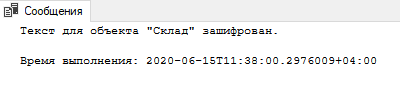 Сообщения
Текст для объекта "Склад" зашифрован.
Время выполнения: 2020-06-15T11:38:00.2976009+04:00